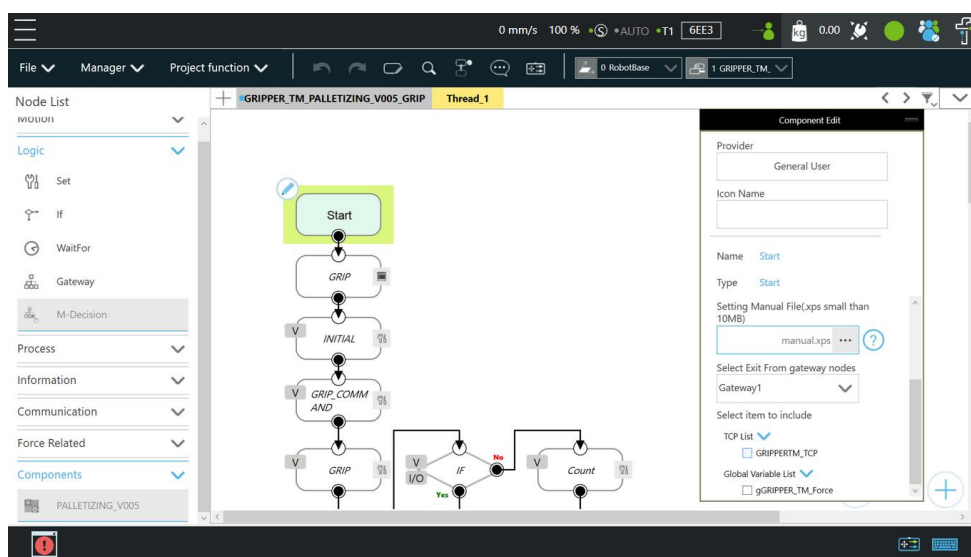 0 mm/s 100 % S AUTO T1 6EE3 kg 0.00
File Manager Project function 0 RobotBase 1 GRIPPER_TM_
Node List
Motion
Logic
Set
If
WaitFor
Gateway
M-Decision
Process
Information
Communication
Force Related
Components
PALLETIZING_V005
GRIPPER_TM_PALLETIZING_V005_GRIP Thread_1
Start
GRIP
V
INITIAL
V
GRIP_COMM
AND
V
GRIP
V
I/O
IF
No
Yes
V
Count
Component Edit
Provider
General User
Icon Name
Name Start
Type Start
Setting Manual File(.xps small than
10MB)
manual.xps ••• ?
Select Exit From gateway nodes
Gateway1
Select item to include
TCP List
GRIPPERTM_TCP
Global Variable List
gGRIPPER_TM_Force